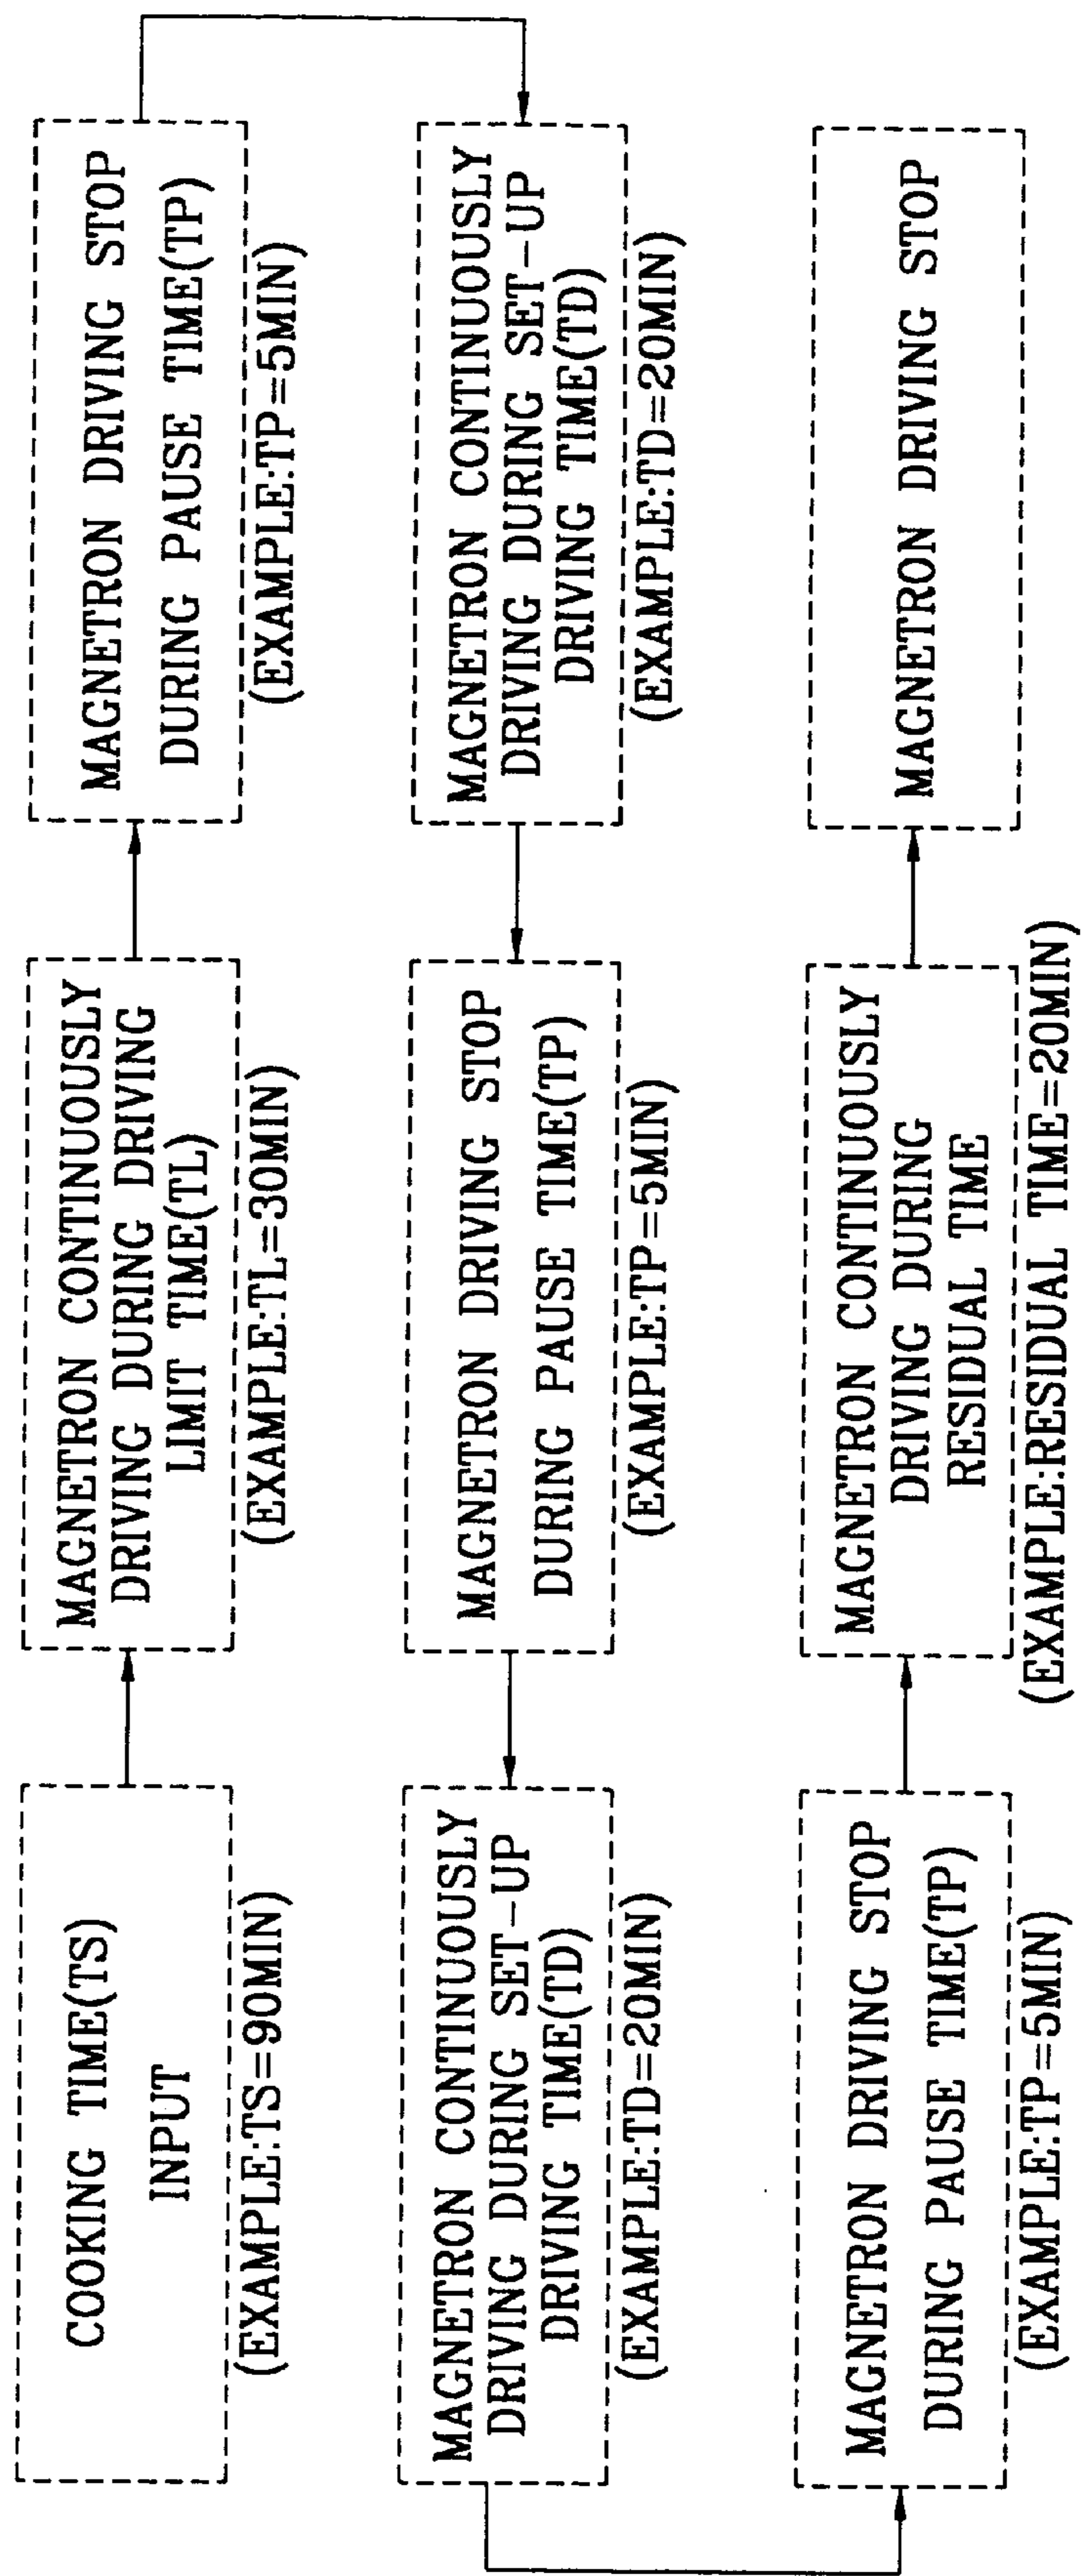 COOKING TIME(TS)
INPUT
(EXAMPLE:TS=90MIN)
MAGNETRON CONTINUOUSLY
DRIVING DURING DRIVING
LIMIT TIME(TL)
(EXAMPLE:TL=30MIN)
MAGNETRON DRIVING STOP
DURING PAUSE TIME(TP)
(EXAMPLE:TP=5MIN)
MAGNETRON CONTINUOUSLY
DRIVING DURING SET-UP
DRIVING TIME(TD)
(EXAMPLE:TD=20MIN)
MAGNETRON DRIVING STOP
DURING PAUSE TIME(TP)
(EXAMPLE:TP=5MIN)
MAGNETRON CONTINUOUSLY
DRIVING DURING SET-UP
DRIVING TIME(TD)
(EXAMPLE:TD=20MIN)
MAGNETRON DRIVING STOP
DURING PAUSE TIME(TP)
(EXAMPLE:TP=5MIN)
MAGNETRON CONTINUOUSLY
DRIVING DURING
RESIDUAL TIME
(EXAMPLE:RESIDUAL TIME=20MIN)
MAGNETRON DRIVING STOP